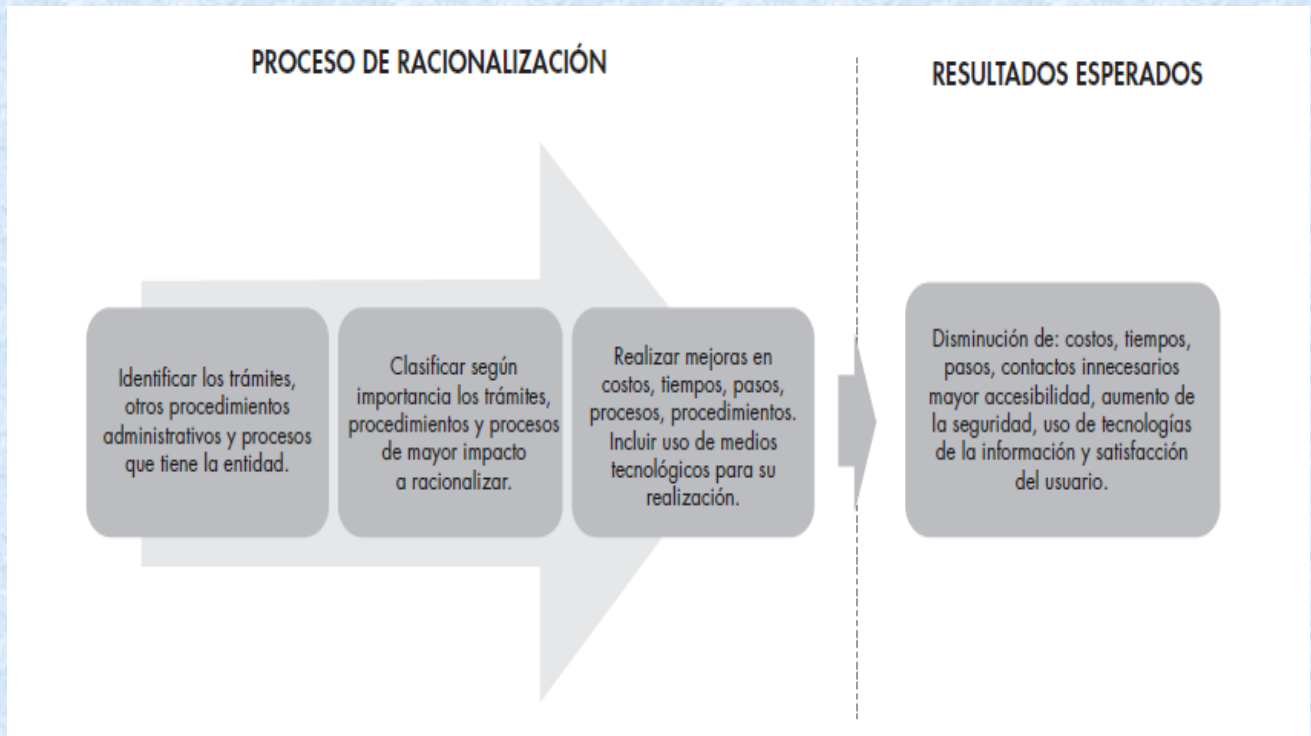 PROCESO DE RACIONALIZACIÓN
RESULTADOS ESPERADOS
Identificar los trámites,
otros procedimientos
administrativos y procesos
que tiene la entidad.
Clasificar según
importancia los trámites,
procedimientos y procesos
de mayor impacto
a racionalizar.
Realizar mejoras en
costos, tiempos, pasos,
procesos, procedimientos.
Incluir uso de medios
tecnológicos para su
realización.
Disminución de: costos, tiempos,
pasos, contactos innecesarios
mayor accesibilidad, aumento de
la seguridad, uso de tecnologías
de la información y satisfacción
del usuario.